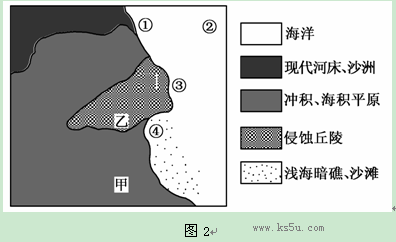 ① ②
③
乙 ④
甲
海洋
现代河床、沙洲
冲积、海积平原
侵蚀丘陵
浅海暗礁、沙滩
图 2
www.ks5u.com